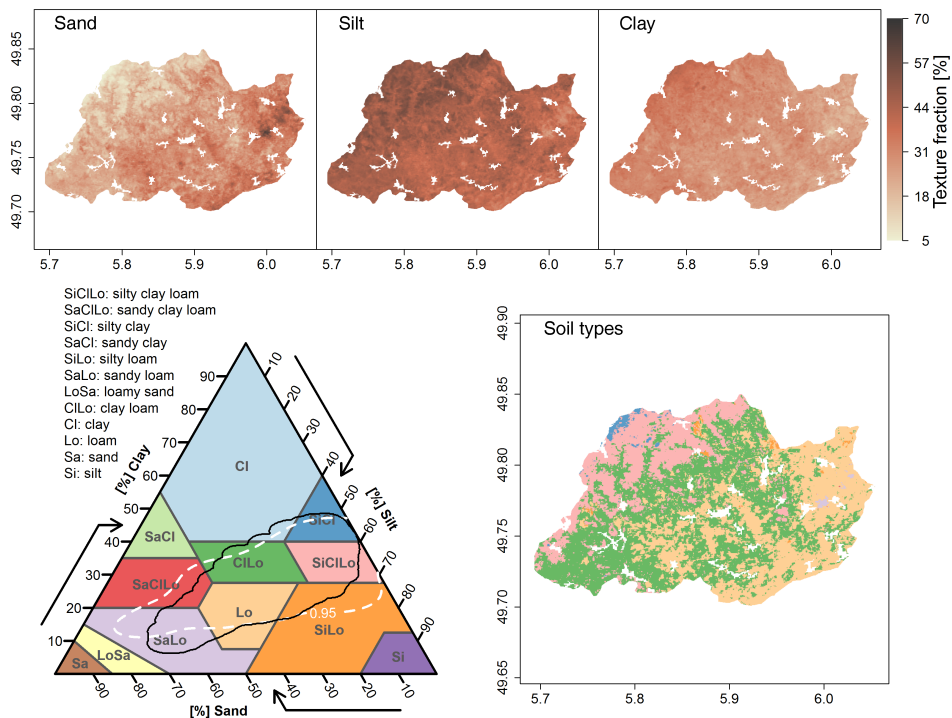 Sand
Silt
Clay
49.85
49.80
49.75
49.70
5.7
5.8
5.9
6.0
5.7
5.8
5.9
6.0
5.7
5.8
5.9
6.0
70
57
44
31
18
5
Texture fraction [%]
SiClLo: silty clay loam
SaClLo: sandy clay loam
SiCl: silty clay
SaCl: sandy clay
SiLo: silty loam
SaLo: sandy loam
LoSa: loamy sand
ClLo: clay loam
Cl: clay
Lo: loam
Sa: sand
Si: silt
[%] Clay
90
80
70
60
50
40
30
20
10
[%] Silt
10
20
30
40
50
60
70
80
90
Cl
SiCl
SaCl
ClLo
SiClLo
SaClLo
Lo
0.95
SiLo
SaLo
LoSa
Sa
Si
90
80
70
60
50
40
30
20
10
[%] Sand
Soil types
49.90
49.85
49.80
49.75
49.70
49.65
5.7
5.8
5.9
6.0